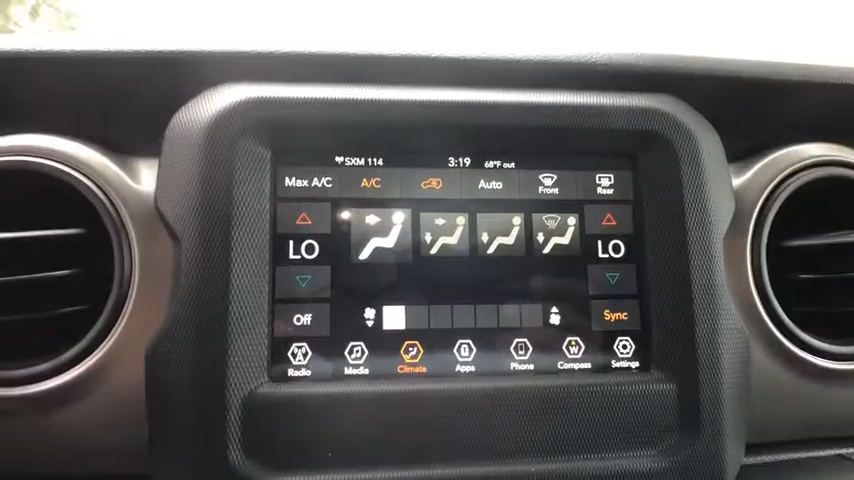 SXM 114 3:19 68°F out
Max A/C A/C Auto Front Rear
LO LO
Off Sync
Radio Media Climate Apps Phone Compass Settings